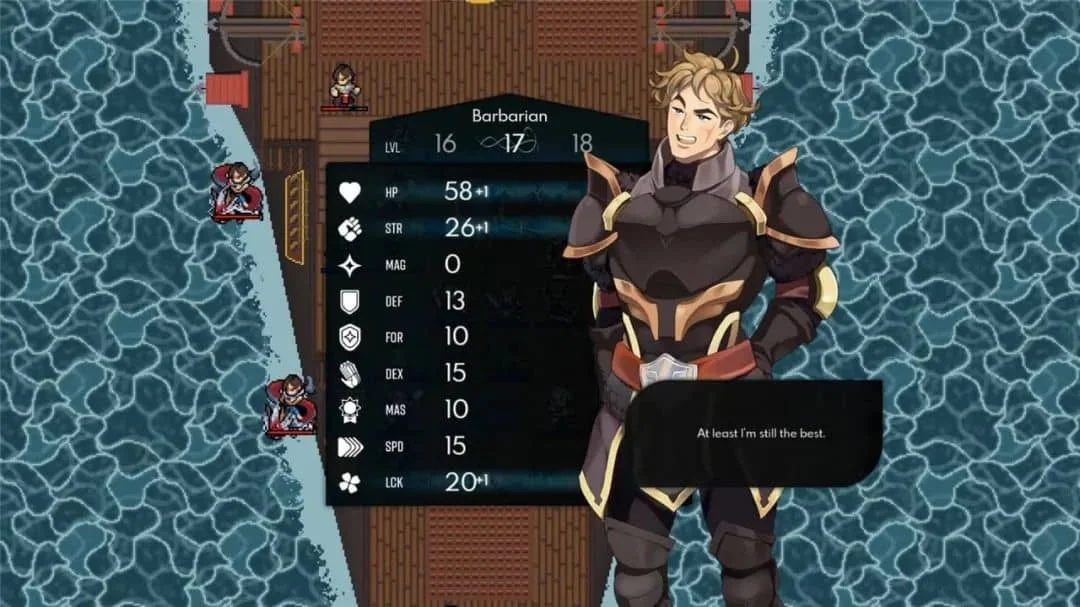 Barbarian
LVL 16 17 18
HP 58 +1
STR 26 +1
MAG 0
DEF 13
FOR 10
DEX 15
MAS 10
SPD 15
LCK 20 +1
At least I'm still the best.